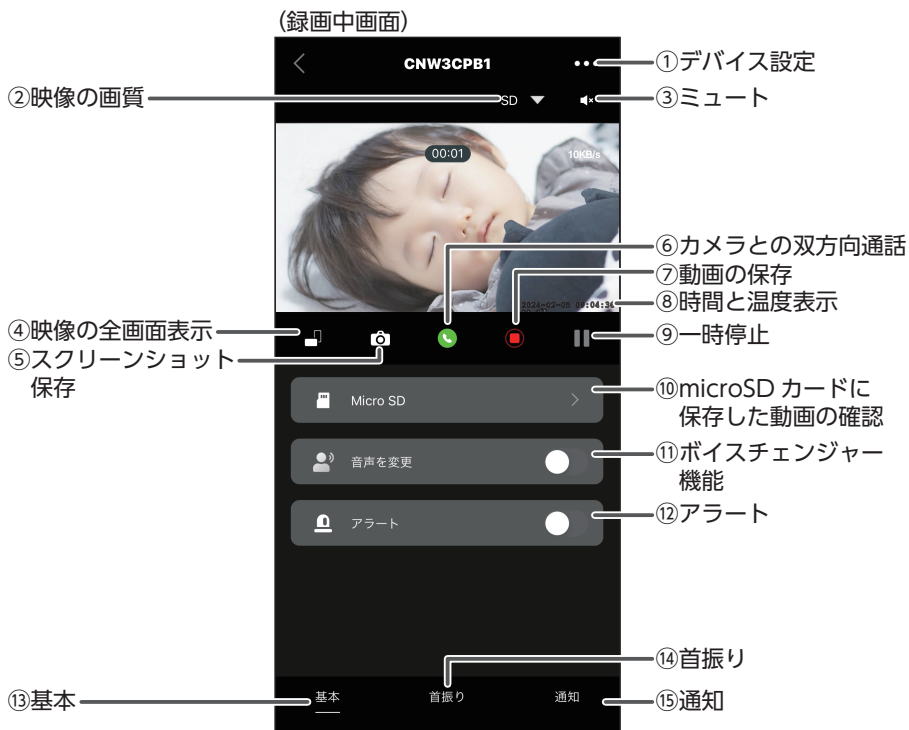 (録画中画面)
CNW3CPB1
①デバイス設定
②映像の画質
SD
③ミュート
00:01
10KB/s
⑥カメラとの双方向通話
⑦動画の保存
2024-02-05 09:04:34
⑧時間と温度表示
④映像の全画面表示
⑨一時停止
⑤スクリーンショット
保存
Micro SD
⑩microSD カードに
保存した動画の確認
音声を変更
⑪ボイスチェンジャー
機能
アラート
⑫アラート
⑭首振り
⑬基本
基本
首振り
通知
⑮通知